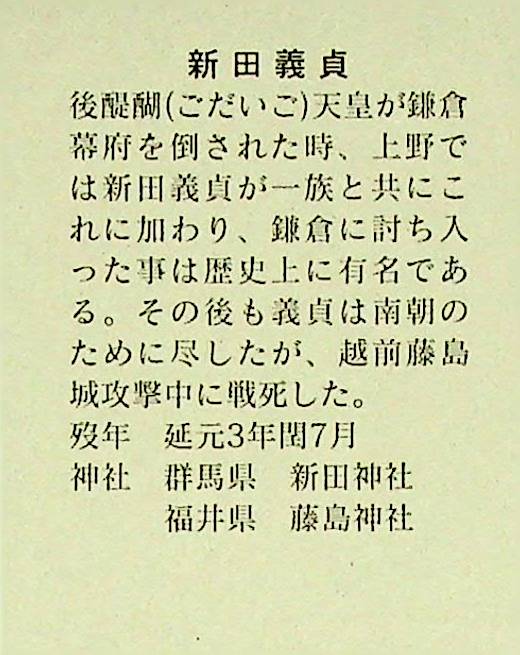 新田義貞
後醍醐(ごだいご)天皇が鎌倉
幕府を倒された時、上野で
は新田義貞が一族と共にこ
れに加わり、鎌倉に討ち入
った事は歴史上に有名であ
る。その後も義貞は南朝の
ために尽したが、越前藤島
城攻撃中に戦死した。
歿年　延元3年閏7月
神社　群馬県　新田神社
福井県　藤島神社